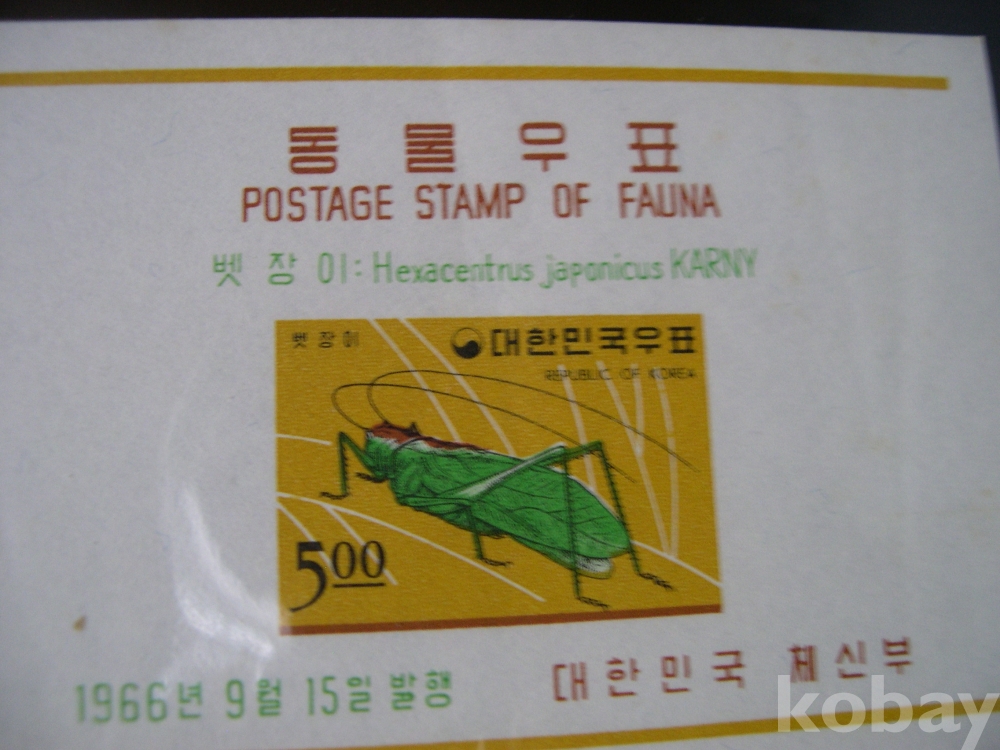 동물우표
POSTAGE STAMP OF FAUNA
벳장이: Hexacentrus japonicus KARNY
벳장이
대한민국우표
REPUBLIC OF KOREA
5.00
1966년 9월 15일 발행
대한민국 체신부
kobay